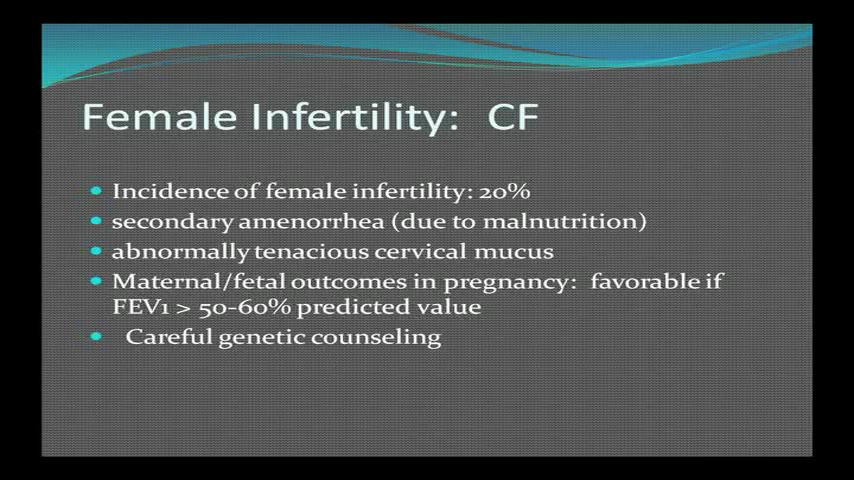 Female Infertility: CF
Incidence of female infertility: 20%
secondary amenorrhea (due to malnutrition)
abnormally tenacious cervical mucus
Maternal/fetal outcomes in pregnancy: favorable if
FEV1 > 50-60% predicted value
Careful genetic counseling